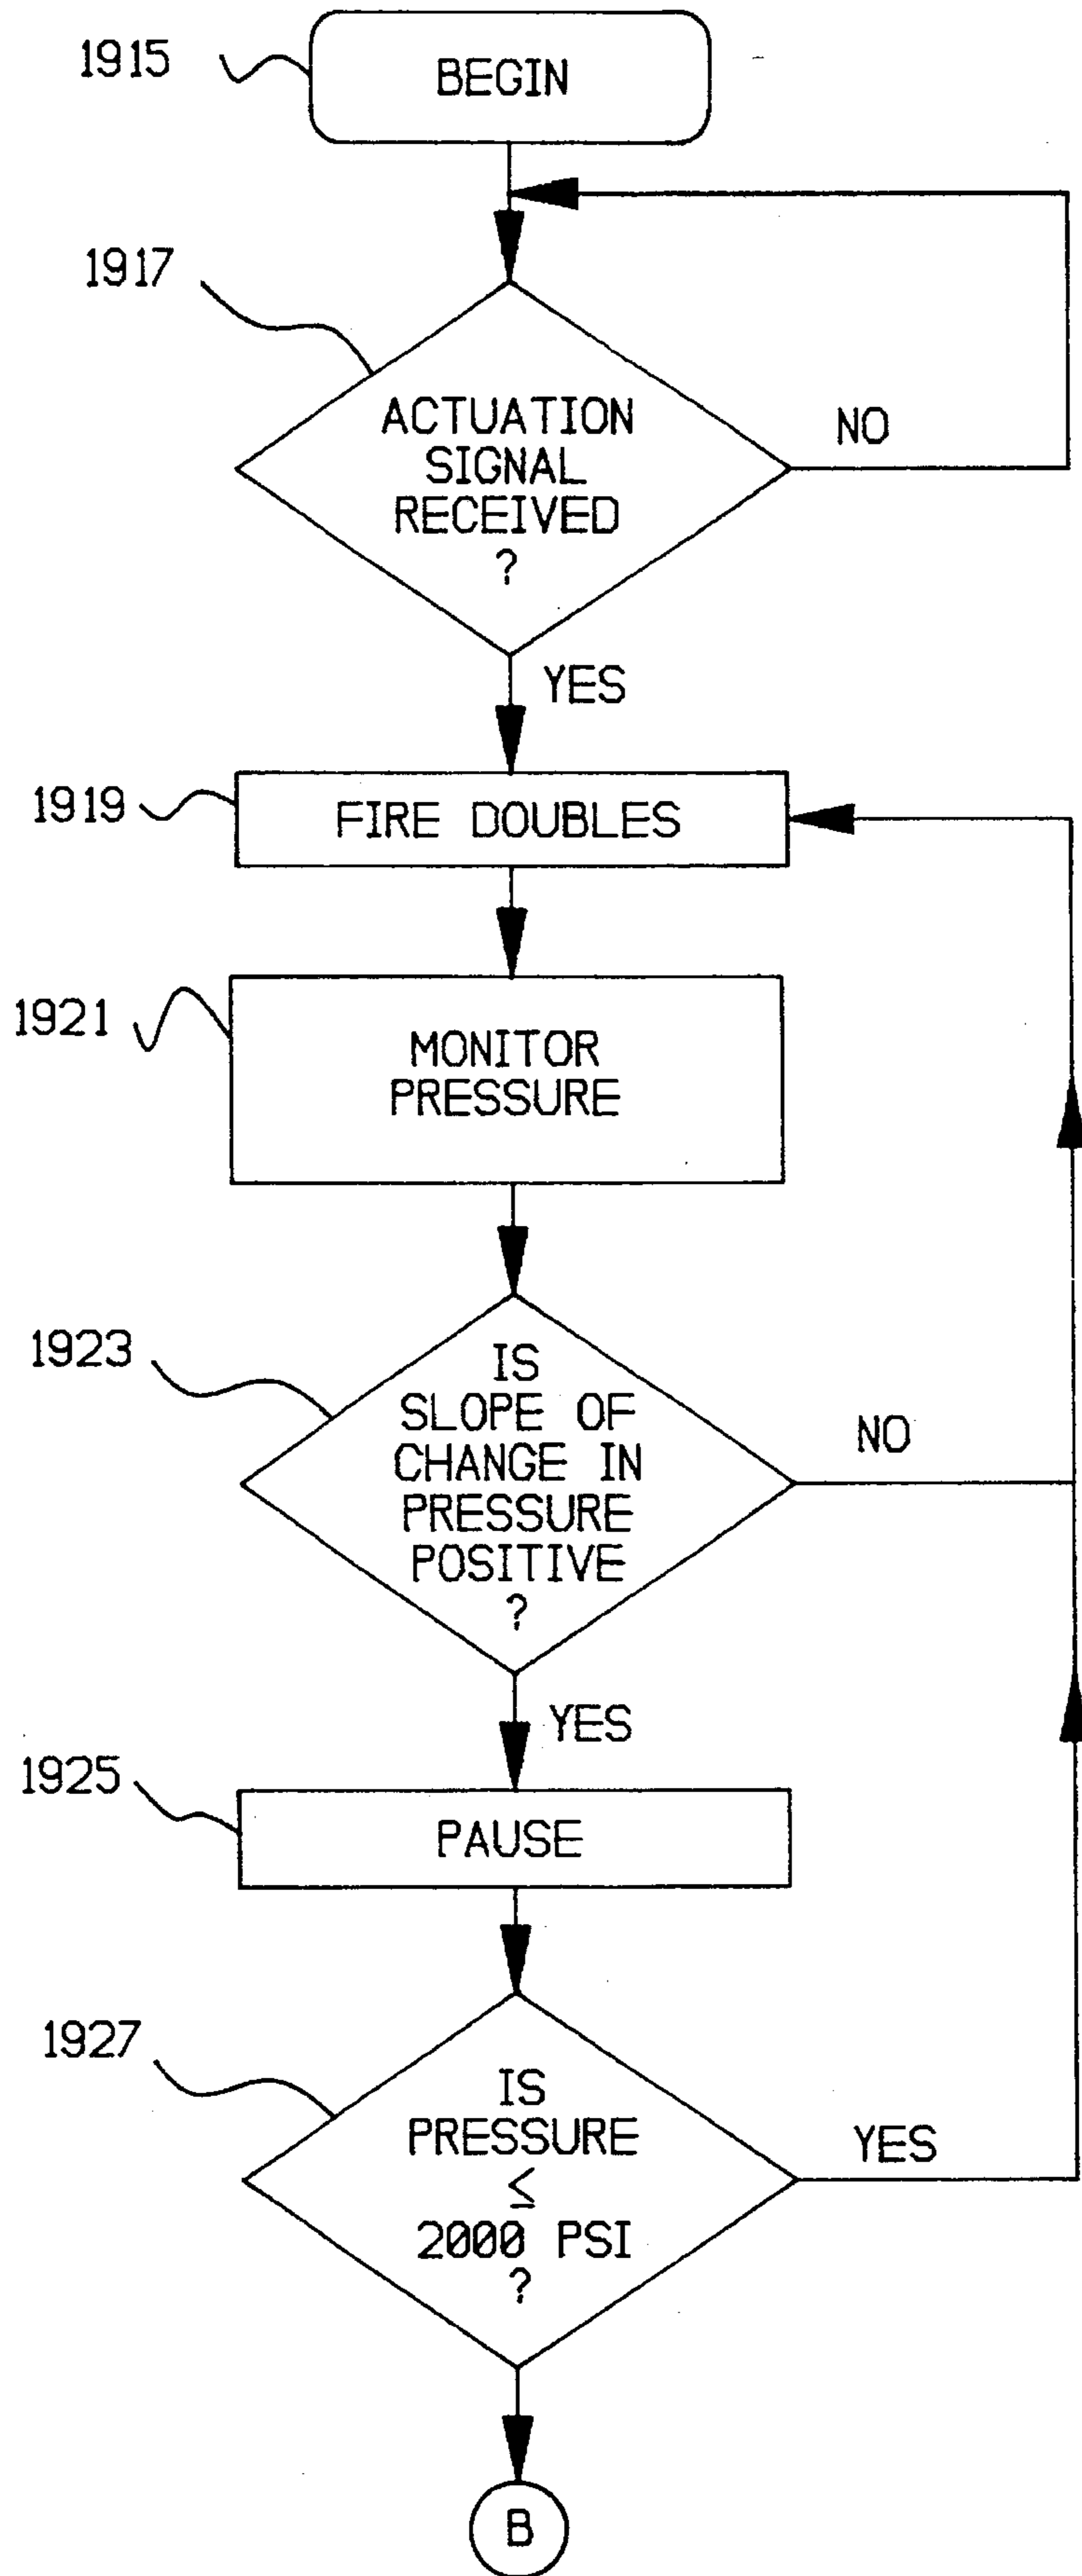 1915
BEGIN
1917
ACTUATION
SIGNAL
RECEIVED
?
NO
YES
1919
FIRE DOUBLES
1921
MONITOR
PRESSURE
1923
IS
SLOPE OF
CHANGE IN
PRESSURE
POSITIVE
?
NO
YES
1925
PAUSE
1927
IS
PRESSURE
≤
2000 PSI
?
YES
B